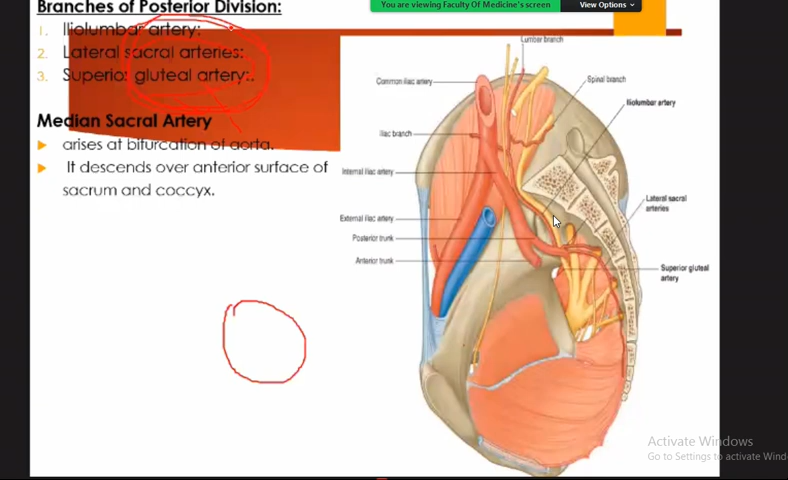 You are viewing Faculty Of Medicine's screen
View Options
Branches of Posterior Division:
1. Iliolumbar artery:
2. Lateral sacral arteries:
3. Superior gluteal artery:.
Median Sacral Artery
arises at bifurcation of aorta.
It descends over anterior surface of
sacrum and coccyx.
Lumbar branch
Common iliac artery
Spinal branch
Iliolumbar artery
Iliac branch
Internal iliac artery
Lateral sacral
arteries
External iliac artery
Posterior trunk
Anterior trunk
Superior gluteal
artery
Activate Windows
Go to Settings to activate Wind